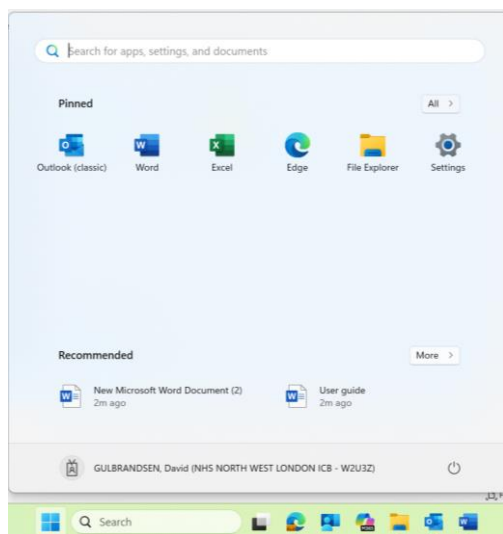 Search for apps, settings, and documents
Pinned
All >
Outlook (classic) Word Excel Edge File Explorer Settings
Recommended
More >
New Microsoft Word Document (2)
2m ago
User guide
2m ago
GULBRANDSEN, David (NHS NORTH WEST LONDON ICB - W2U3Z)
Search